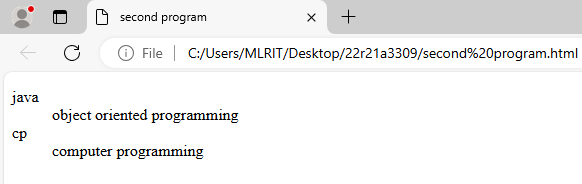 second program
File C:/Users/MLRIT/Desktop/22r21a3309/second%20program.html
java
object oriented programming
cp
computer programming